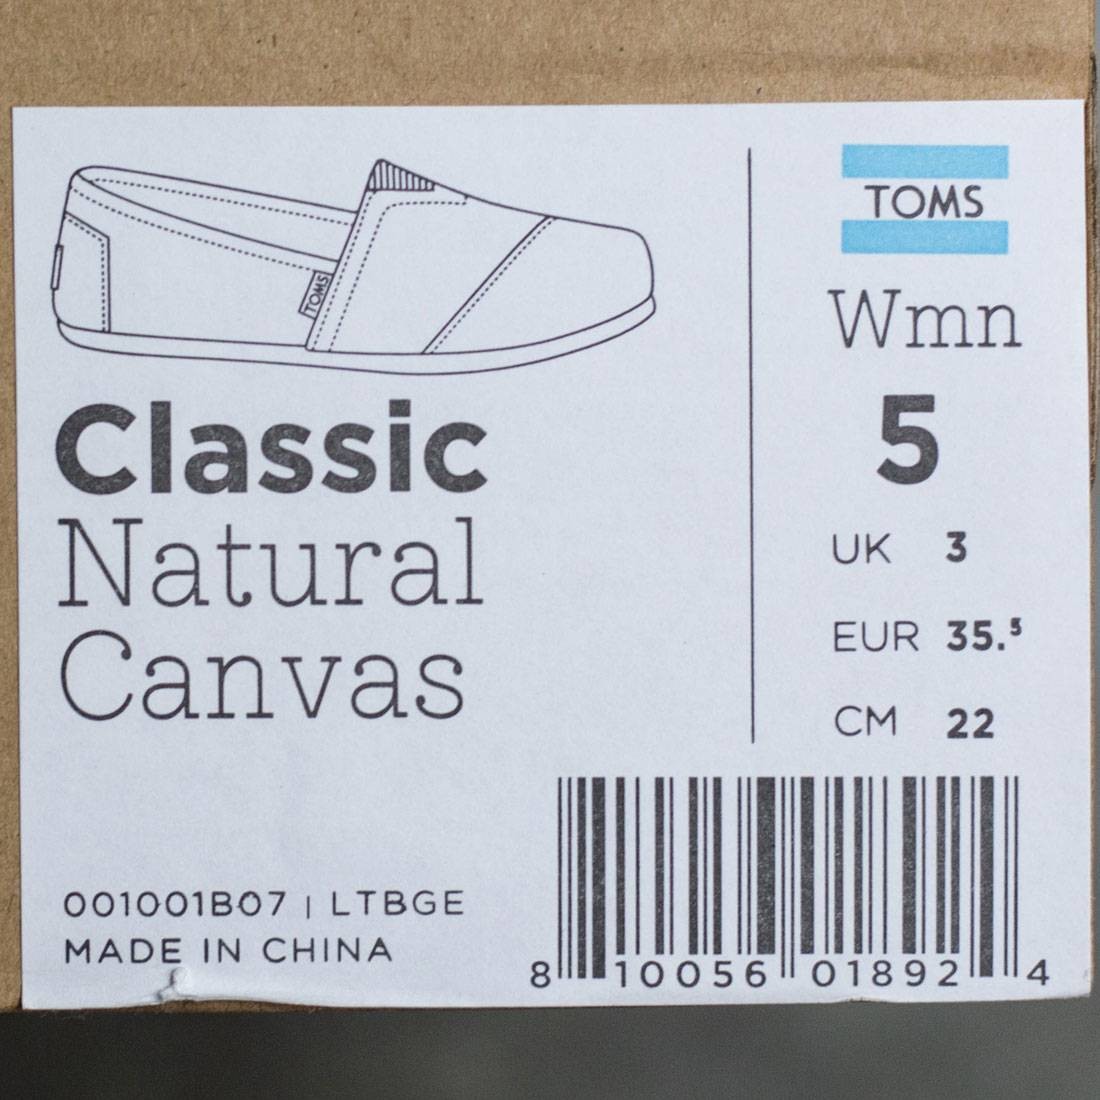 TOMS
Classic
Natural
Canvas
001001B07 | LTBGE
MADE IN CHINA
TOMS
Wmn
5
UK 3
EUR 35.⁵
CM 22
8 10056 01892 4